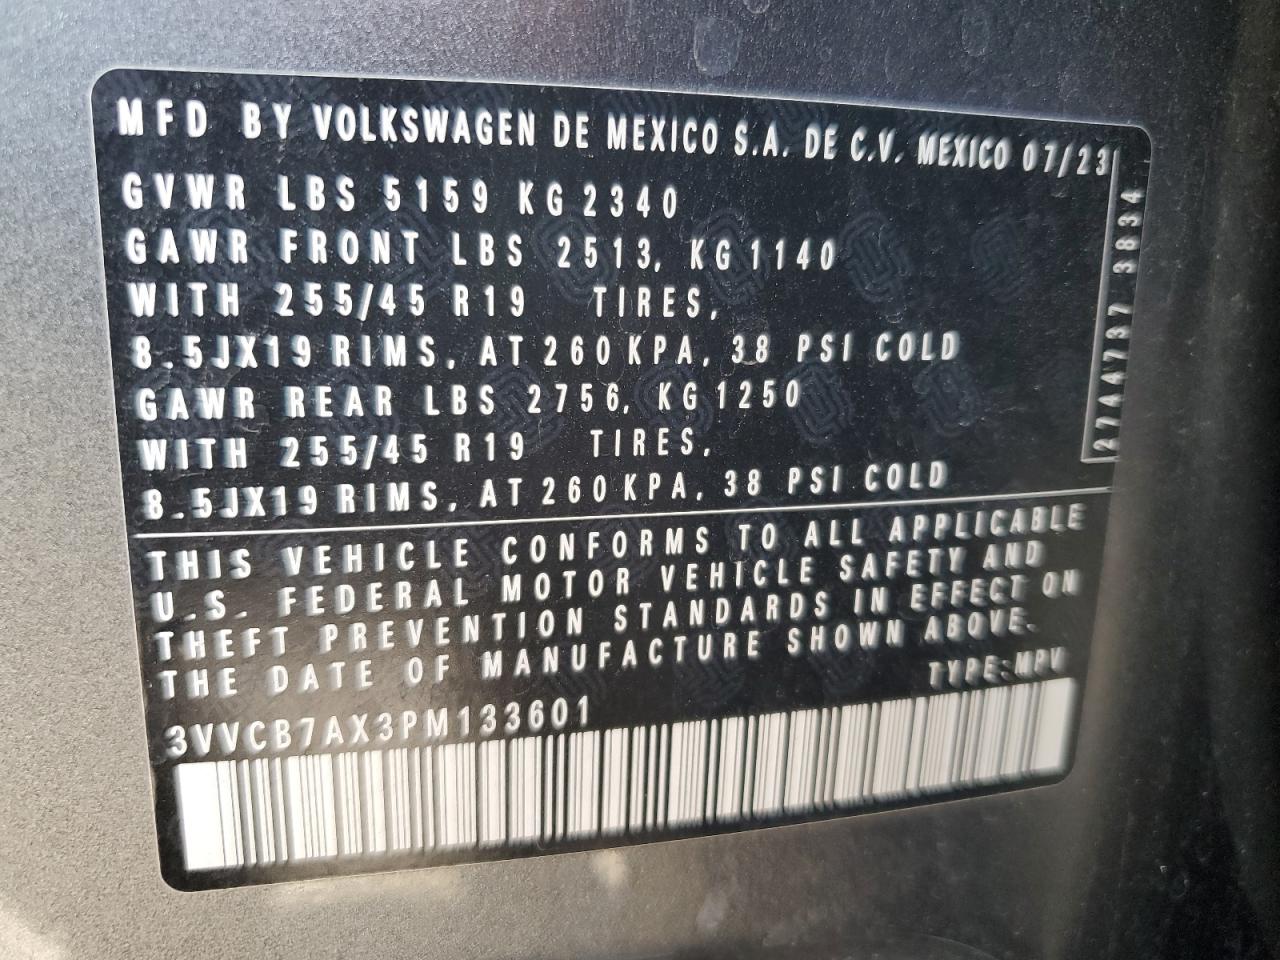 MFD BY VOLKSWAGEN DE MEXICO S.A. DE C.V. MEXICO 07/23
GVWR LBS 5159 KG 2340
GAWR FRONT LBS 2513, KG 1140
WITH 255/45 R19 TIRES,
8.5JX19 RIMS, AT 260 KPA, 38 PSI COLD
GAWR REAR LBS 2756, KG 1250
WITH 255/45 R19 TIRES,
8.5JX19 RIMS, AT 260 KPA, 38 PSI COLD
THIS VEHICLE CONFORMS TO ALL APPLICABLE
U.S. FEDERAL MOTOR VEHICLE SAFETY AND
THEFT PREVENTION STANDARDS IN EFFECT ON
THE DATE OF MANUFACTURE SHOWN ABOVE.
TYPE:MPV
3VVCB7AX3PM133601
2744737 3834